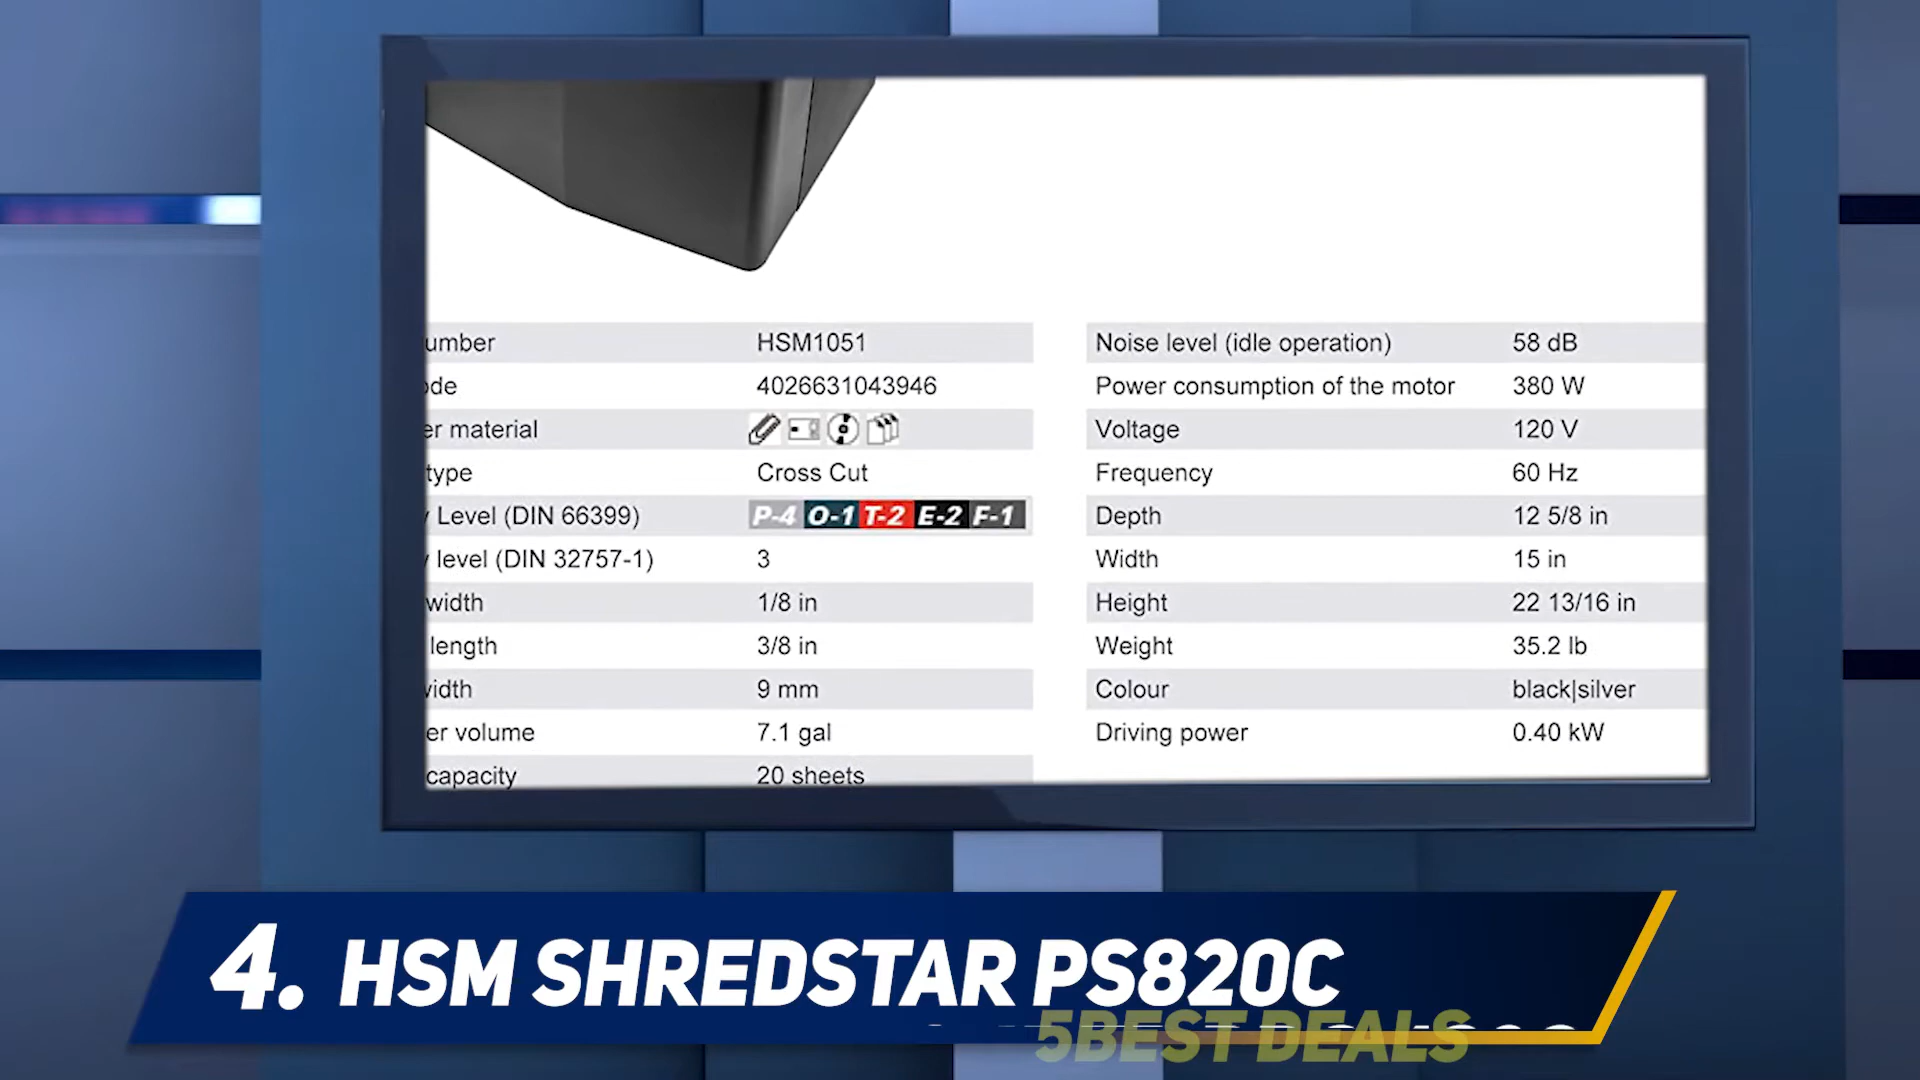 umber HSM1051
ode 4026631043946
er material
type Cross Cut
Level (DIN 66399) P-4 O-1 T-2 E-2 F-1
level (DIN 32757-1) 3
width 1/8 in
length 3/8 in
width 9 mm
er volume 7.1 gal
capacity 20 sheets
Noise level (idle operation) 58 dB
Power consumption of the motor 380 W
Voltage 120 V
Frequency 60 Hz
Depth 12 5/8 in
Width 15 in
Height 22 13/16 in
Weight 35.2 lb
Colour black|silver
Driving power 0.40 kW
4. HSM SHREDSTAR PS820C
5BEST DEALS